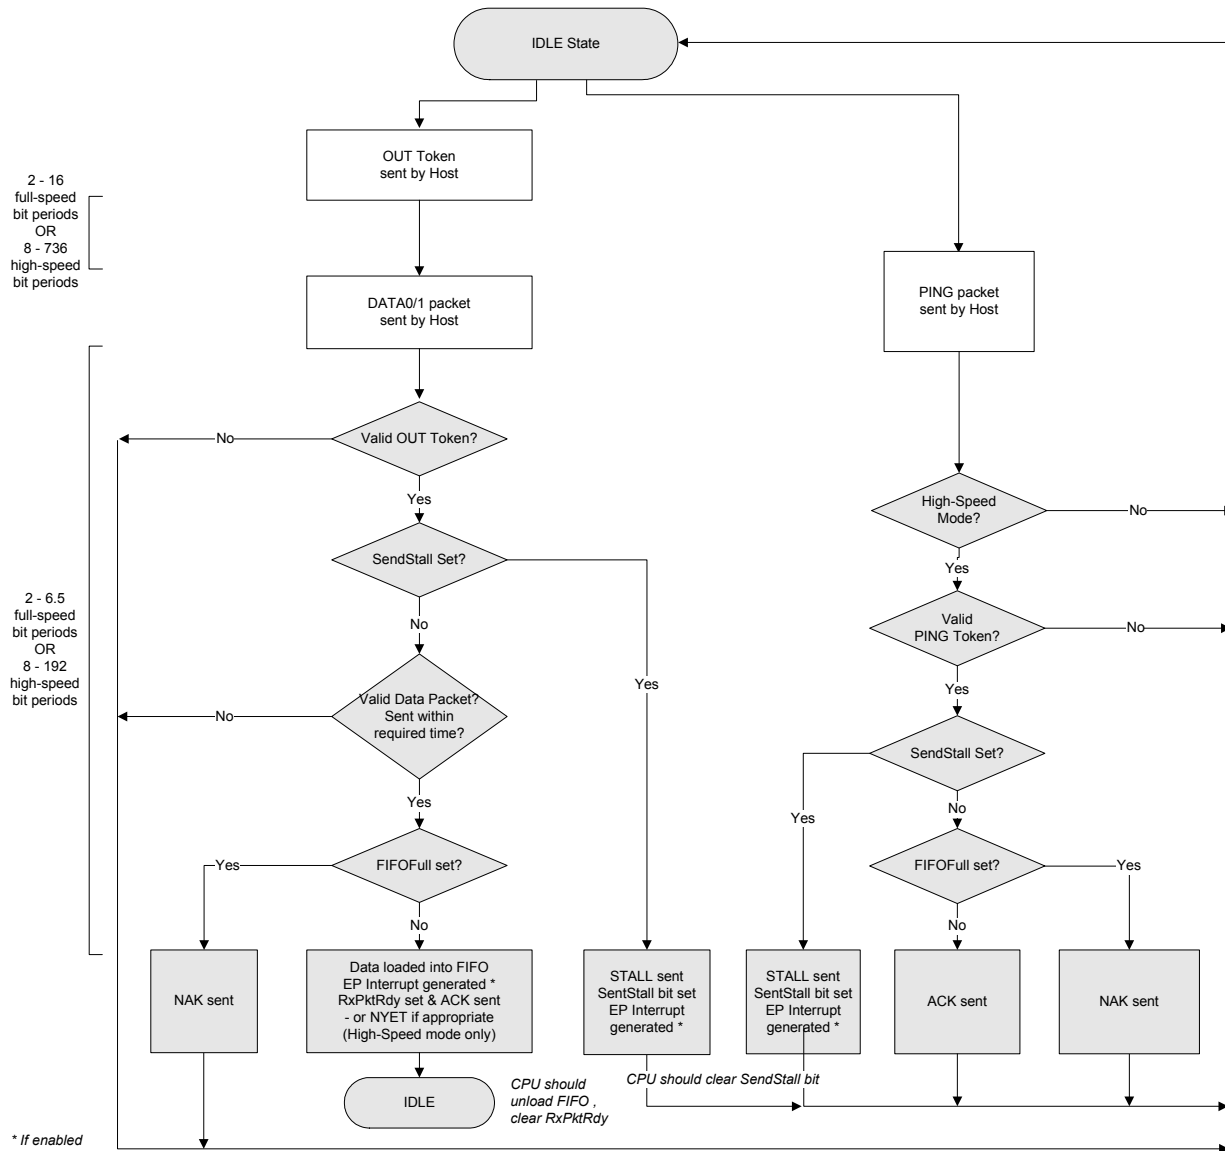 IDLE State
OUT Token
sent by Host
2 - 16
full-speed
bit periods
OR
8 - 736
high-speed
bit periods
DATA0/1 packet
sent by Host
PING packet
sent by Host
Valid OUT Token?
No
Yes
High-Speed
Mode?
No
Yes
SendStall Set?
No
Yes
Valid
PING Token?
No
Yes
2 - 6.5
full-speed
bit periods
OR
8 - 192
high-speed
bit periods
Valid Data Packet?
Sent within
required time?
No
Yes
SendStall Set?
Yes
No
FIFOFull set?
Yes
No
FIFOFull set?
Yes
No
NAK sent
Data loaded into FIFO
EP Interrupt generated *
RxPktRdy set & ACK sent
- or NYET if appropriate
(High-Speed mode only)
STALL sent
SentStall bit set
EP Interrupt
generated *
STALL sent
SentStall bit set
EP Interrupt
generated *
ACK sent
NAK sent
IDLE
CPU should
unload FIFO ,
clear RxPktRdy
CPU should clear SendStall bit
* If enabled